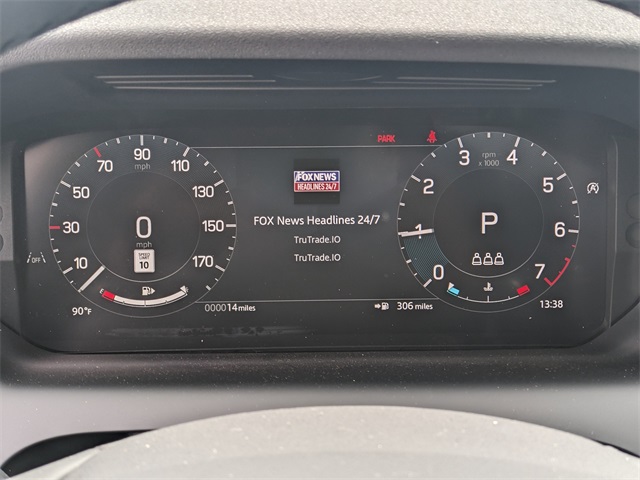 PARK
90
70
110
mph
50
130
30
150
10
170
0
mph
SPEED
LIMIT
10
OFF
E
90°F
000014 miles
FOX NEWS
HEADLINES 24/7
FOX News Headlines 24/7
TruTrade.IO
TruTrade.IO
306 miles
3
4
rpm
x 1000
2
5
1
6
0
7
P
13:38